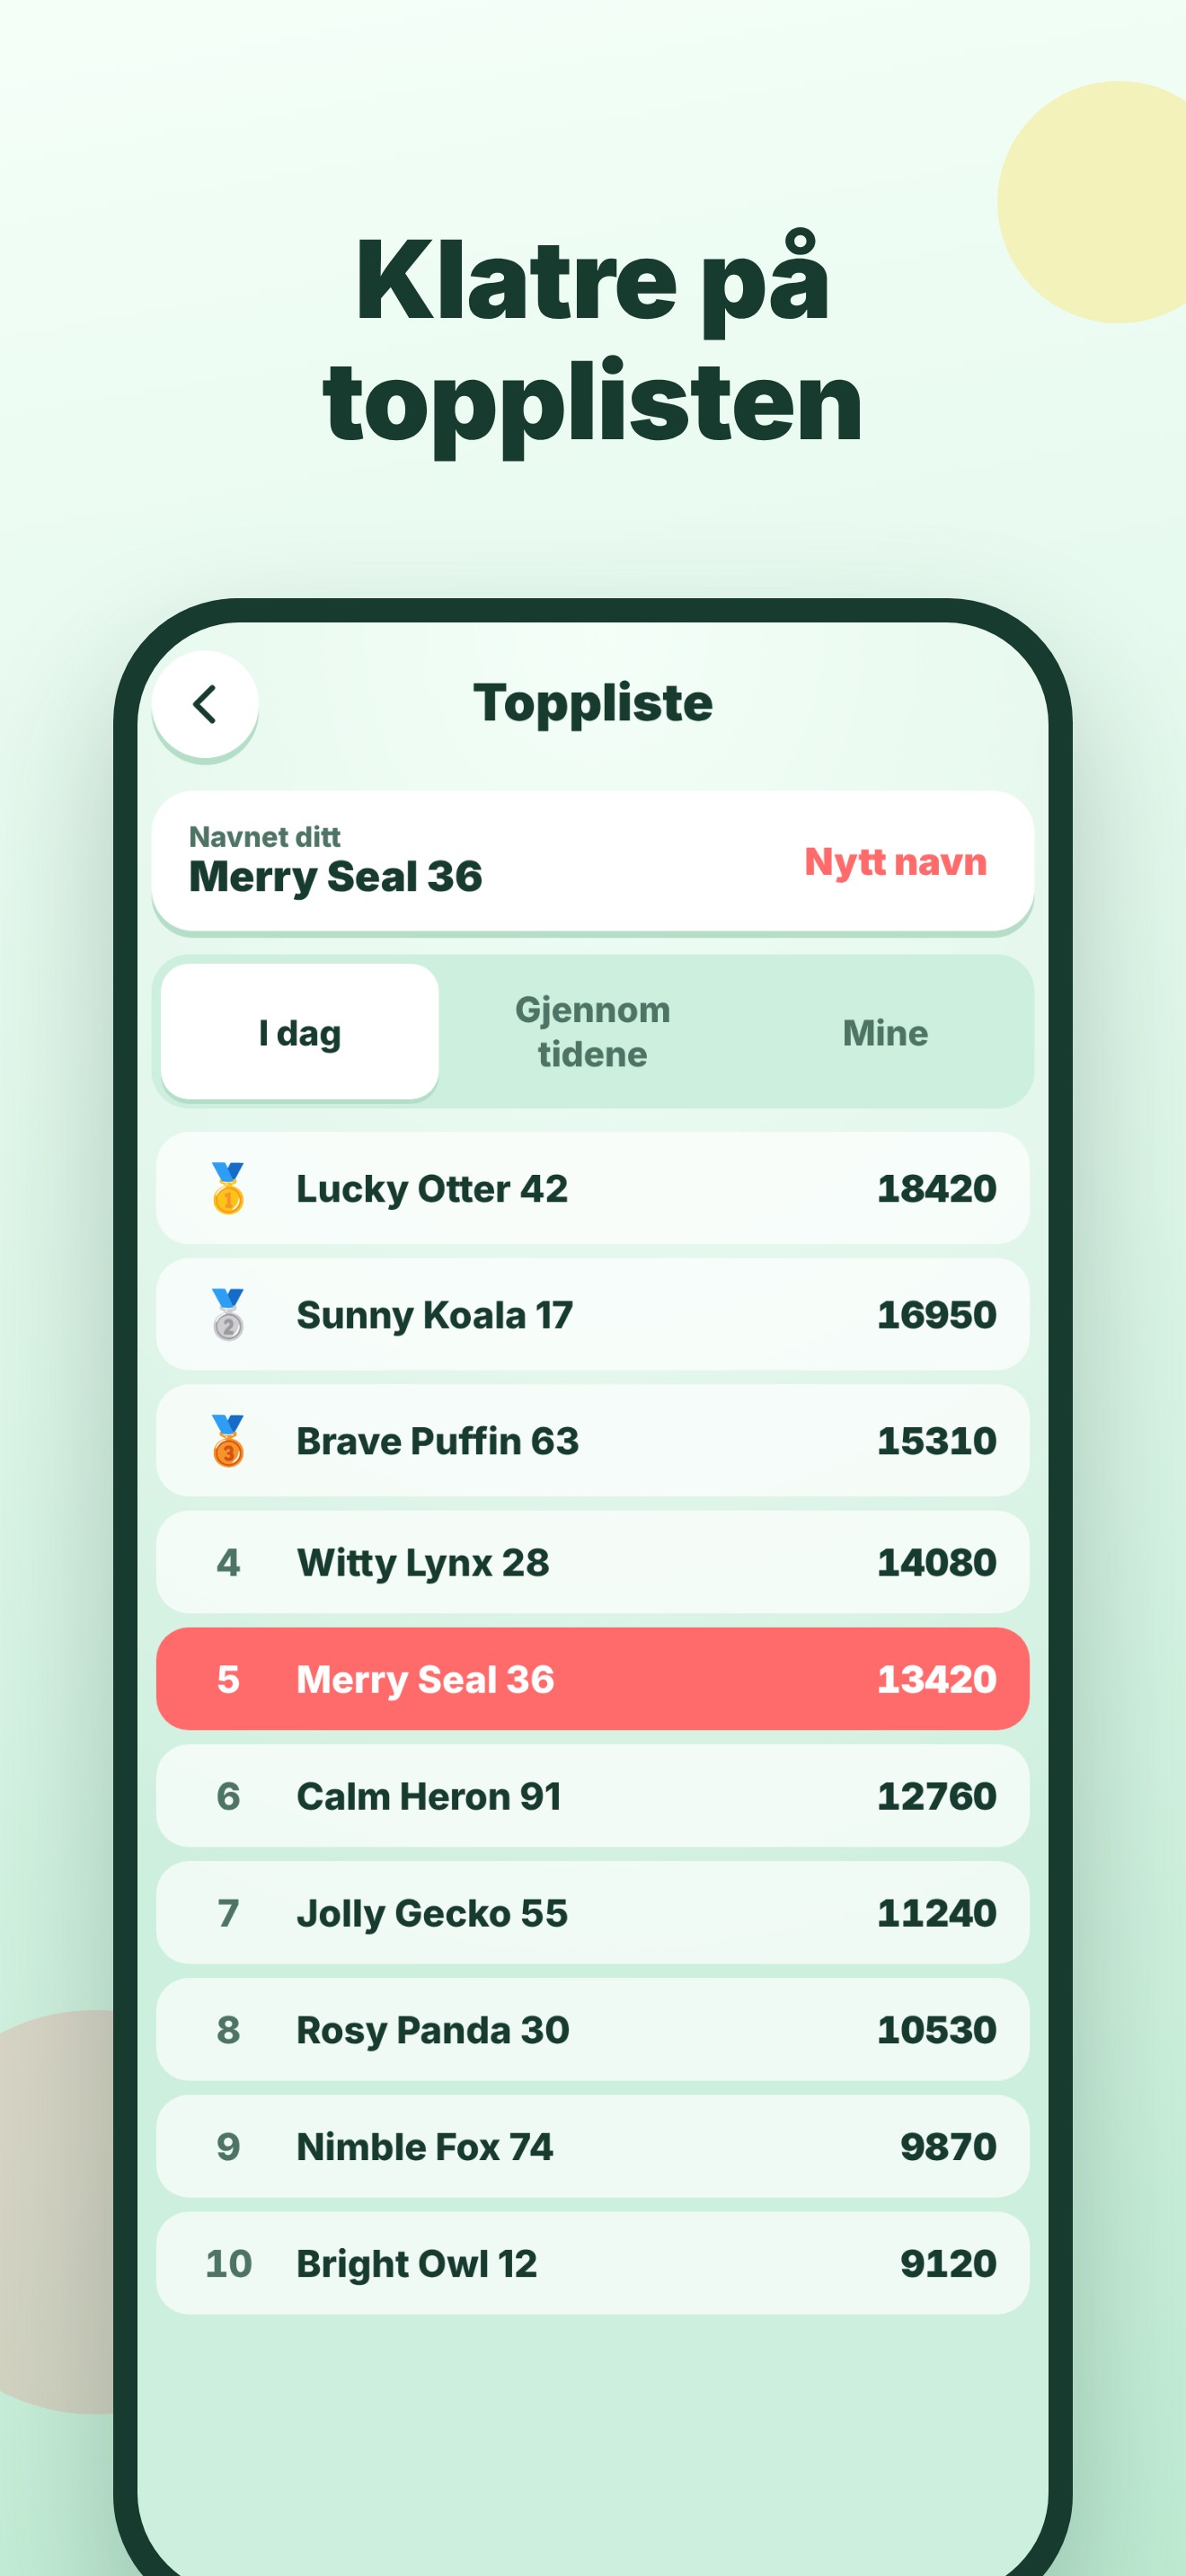 Klatre på
topplisten
Toppliste
Navnet ditt
Merry Seal 36
Nytt navn
I dag
Gjennom
tidene
Mine
1 Lucky Otter 42 18420
2 Sunny Koala 17 16950
3 Brave Puffin 63 15310
4 Witty Lynx 28 14080
5 Merry Seal 36 13420
6 Calm Heron 91 12760
7 Jolly Gecko 55 11240
8 Rosy Panda 30 10530
9 Nimble Fox 74 9870
10 Bright Owl 12 9120